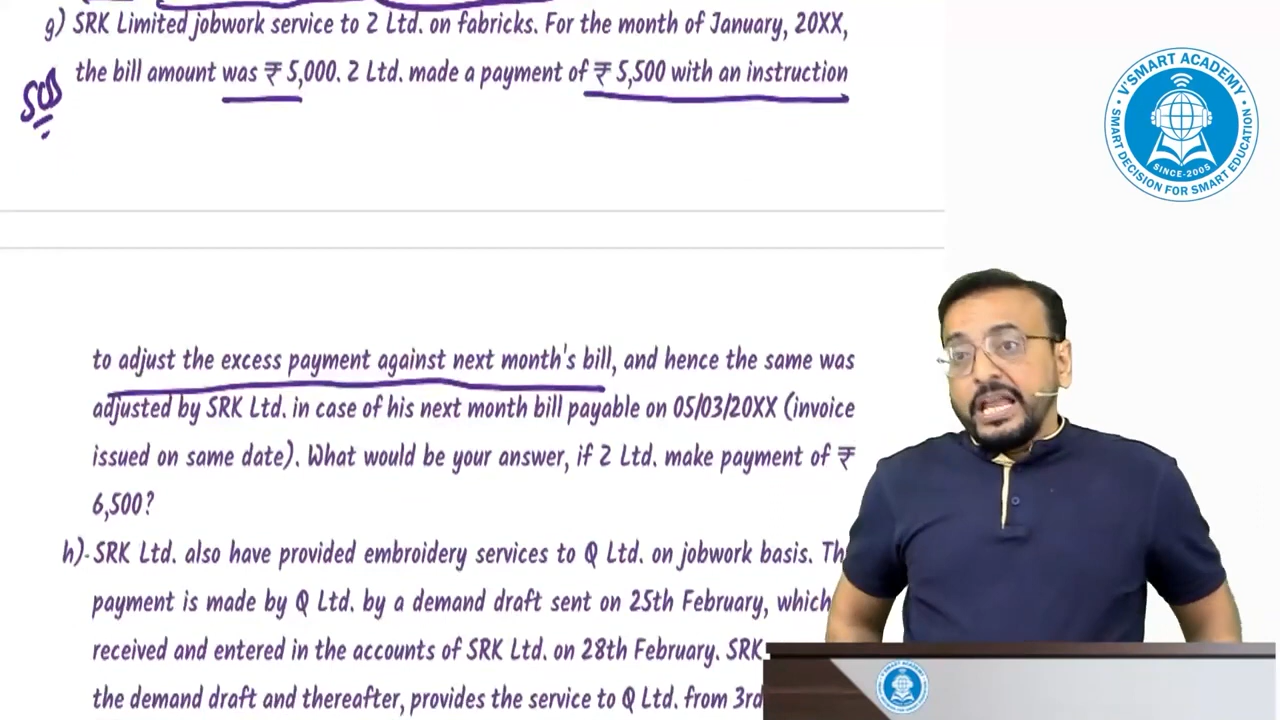 g) SRK Limited jobwork service to 2 Ltd. on fabricks. For the month of January, 20XX,
the bill amount was ₹ 5,000. 2 Ltd. made a payment of ₹ 5,500 with an instruction
to adjust the excess payment against next month's bill, and hence the same was
adjusted by SRK Ltd. in case of his next month bill payable on 05/03/20XX (invoice
issued on same date). What would be your answer, if 2 Ltd. make payment of ₹
6,500?
h) SRK Ltd. also have provided embroidery services to Q Ltd. on jobwork basis. Th
payment is made by Q Ltd. by a demand draft sent on 25th February, which
received and entered in the accounts of SRK Ltd. on 28th February. SRK
the demand draft and thereafter, provides the service to Q Ltd. from 3rd
V'SMART ACADEMY
SMART DECISION FOR SMART EDUCATION
SINCE-2005